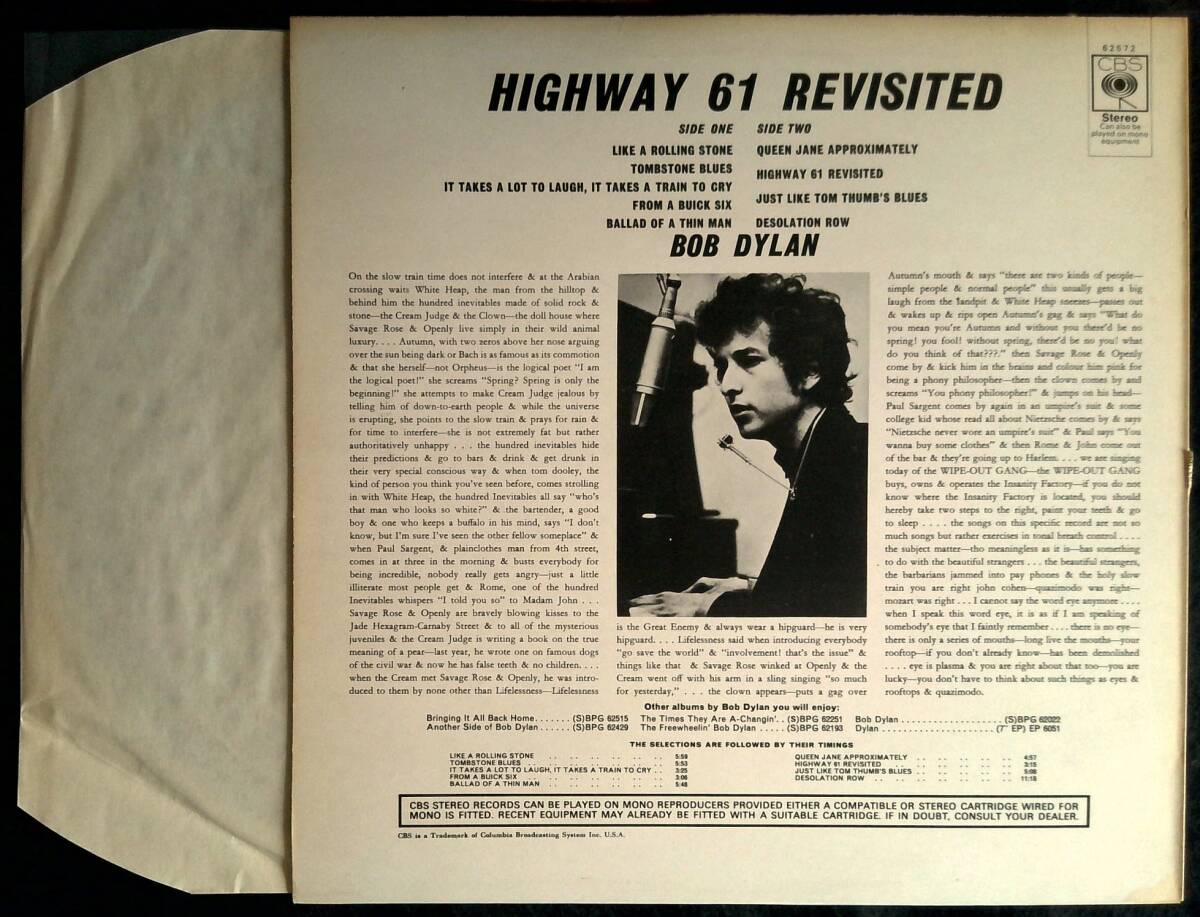 62572
CBS
Stereo
Can also be
played on mono
equipment
HIGHWAY 61 REVISITED
SIDE ONE
LIKE A ROLLING STONE
TOMBSTONE BLUES
IT TAKES A LOT TO LAUGH, IT TAKES A TRAIN TO CRY
FROM A BUICK SIX
BALLAD OF A THIN MAN
SIDE TWO
QUEEN JANE APPROXIMATELY
HIGHWAY 61 REVISITED
JUST LIKE TOM THUMB'S BLUES
DESOLATION ROW
BOB DYLAN
On the slow train time does not interfere & at the Arabian
crossing waits White Heap, the man from the hilltop &
behind him the hundred inevitables made of solid rock &
stone—the Cream Judge & the Clown—the doll house where
Savage Rose & Openly live simply in their wild animal
luxury. . . . Autumn, with two zeros above her nose arguing
over the sun being dark or Bach is as famous as its commotion
& that she herself—not Orpheus—is the logical poet "I am
the logical poet!" she screams "Spring? Spring is only the
beginning!" she attempts to make Cream Judge jealous by
telling him of down-to-earth people & while the universe
is erupting, she points to the slow train & prays for rain &
for time to interfere—she is not extremely fat but rather
authoritatively unhappy . . . the hundred inevitables hide
their predictions & go to bars & drink & get drunk in
their very special conscious way & when tom dooley, the
kind of person you think you've seen before, comes strolling
in with White Heap, the hundred Inevitables all say "who's
that man who looks so white?" & the bartender, a good
boy & one who keeps a buffalo in his mind, says "I don't
know, but I'm sure I've seen the other fellow someplace" &
when Paul Sargent, & plainclothes man from 4th street,
comes in at three in the morning & busts everybody for
being incredible, nobody really gets angry—just a little
illiterate most people get & Rome, one of the hundred
Inevitables whispers "I told you so" to Madam John . . .
Savage Rose & Openly are bravely blowing kisses to the
Jade Hexagram-Carnaby Street & to all of the mysterious
juveniles & the Cream Judge is writing a book on the true
meaning of a pear—last year, he wrote one on famous dogs
of the civil war & now he has false teeth & no children. . . .
when the Cream met Savage Rose & Openly, he was intro-
duced to them by none other than Lifelessness—Lifelessness
is the Great Enemy & always wear a hipguard—he is very
hipguard. . . . Lifelessness said when introducing everybody
"go save the world" & "involvement! that's the issue" &
things like that & Savage Rose winked at Openly & the
Cream went off with his arm in a sling singing "so much
for yesterday," . . . the clown appears—puts a gag over
Autumn's mouth & says "there are two kinds of people—
simple people & normal people" this usually gets a big
laugh from the sandpit & White Heap sneezes—passes out
& wakes up & rips open Autumn's gag & says "What do
you mean you're Autumn and without you there'd be no
spring! you fool! without spring, there'd be no you! what
do you think of that???." then Savage Rose & Openly
come by & kick him in the brains and colour him pink for
being a phony philosopher—then the clown comes by and
screams "You phony philosopher!" & jumps on his head—
Paul Sargent comes by again in an umpire's suit & some
college kid whose read all about Nietzsche comes by & says
"Nietzsche never wore an umpire's suit" & Paul says "You
wanna buy some clothes" & then Rome & John come out
of the bar & they're going up to Harlem. . . . we are singing
today of the WIPE-OUT GANG—the WIPE-OUT GANG
buys, owns & operates the Insanity Factory—if you do not
know where the Insanity Factory is located, you should
hereby take two steps to the right, paint your teeth & go
to sleep . . . . the songs on this specific record are not so
much songs but rather exercises in tonal breath control . . . .
the subject matter—tho meaningless as it is—has something
to do with the beautiful strangers . . . the beautiful strangers,
the barbarians jammed into pay phones & the holy slow
train you are right john cohen—quazimodo was right—
mozart was right . . . I cannot say the word eye anymore . . . .
when I speak this word eye, it is as if I am speaking of
somebody's eye that I faintly remember . . . . there is no eye—
there is only a series of mouths—long live the mouths—your
rooftop—if you don't already know—has been demolished
. . . . eye is plasma & you are right about that too—you are
lucky—you don't have to think about such things as eyes &
rooftops & quazimodo.
Other albums by Bob Dylan you will enjoy:
Bringing It All Back Home....... (S)BPG 62515 The Times They Are A-Changin'.. (S)BPG 62251 Bob Dylan .................... (S)BPG 62022
Another Side of Bob Dylan ...... (S)BPG 62429 The Freewheelin' Bob Dylan ..... (S)BPG 62193 Dylan ...................... (7" EP) EP 6051
THE SELECTIONS ARE FOLLOWED BY THEIR TIMINGS
LIKE A ROLLING STONE .. .. .. .. .. 5:59
TOMBSTONE BLUES .. .. .. .. .. 5:53
IT TAKES A LOT TO LAUGH, IT TAKES A TRAIN TO CRY .. 3:25
FROM A BUICK SIX .. .. .. .. .. 3:06
BALLAD OF A THIN MAN .. .. .. .. .. 5:48
QUEEN JANE APPROXIMATELY .. .. .. .. 4:57
HIGHWAY 61 REVISITED .. .. .. .. 3:15
JUST LIKE TOM THUMB'S BLUES .. .. .. .. 5:08
DESOLATION ROW .. .. .. .. 11:18
CBS STEREO RECORDS CAN BE PLAYED ON MONO REPRODUCERS PROVIDED EITHER A COMPATIBLE OR STEREO CARTRIDGE WIRED FOR
MONO IS FITTED. RECENT EQUIPMENT MAY ALREADY BE FITTED WITH A SUITABLE CARTRIDGE. IF IN DOUBT, CONSULT YOUR DEALER.
CBS is a Trademark of Columbia Broadcasting System Inc. U.S.A.